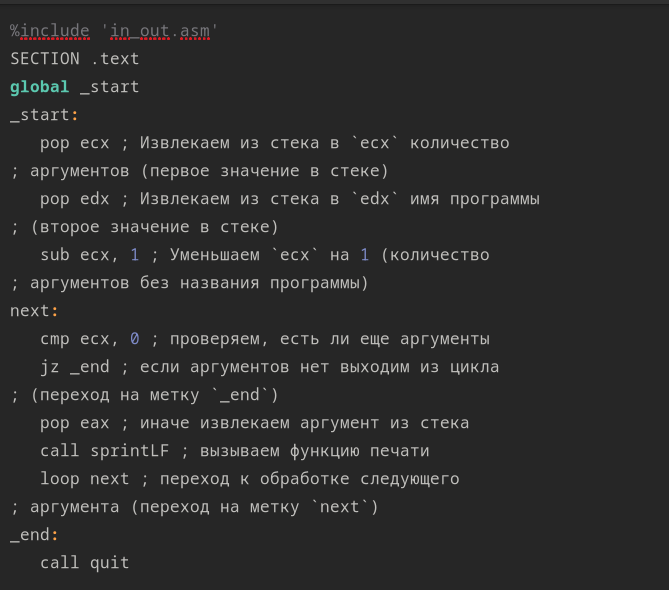 %include 'in_out.asm'
SECTION .text
global _start
_start:
   pop ecx ; Извлекаем из стека в `ecx` количество
; аргументов (первое значение в стеке)
   pop edx ; Извлекаем из стека в `edx` имя программы
; (второе значение в стеке)
   sub ecx, 1 ; Уменьшаем `ecx` на 1 (количество
; аргументов без названия программы)
next:
   cmp ecx, 0 ; проверяем, есть ли еще аргументы
   jz _end ; если аргументов нет выходим из цикла
; (переход на метку `_end`)
   pop eax ; иначе извлекаем аргумент из стека
   call sprintLF ; вызываем функцию печати
   loop next ; переход к обработке следующего
; аргумента (переход на метку `next`)
_end:
   call quit